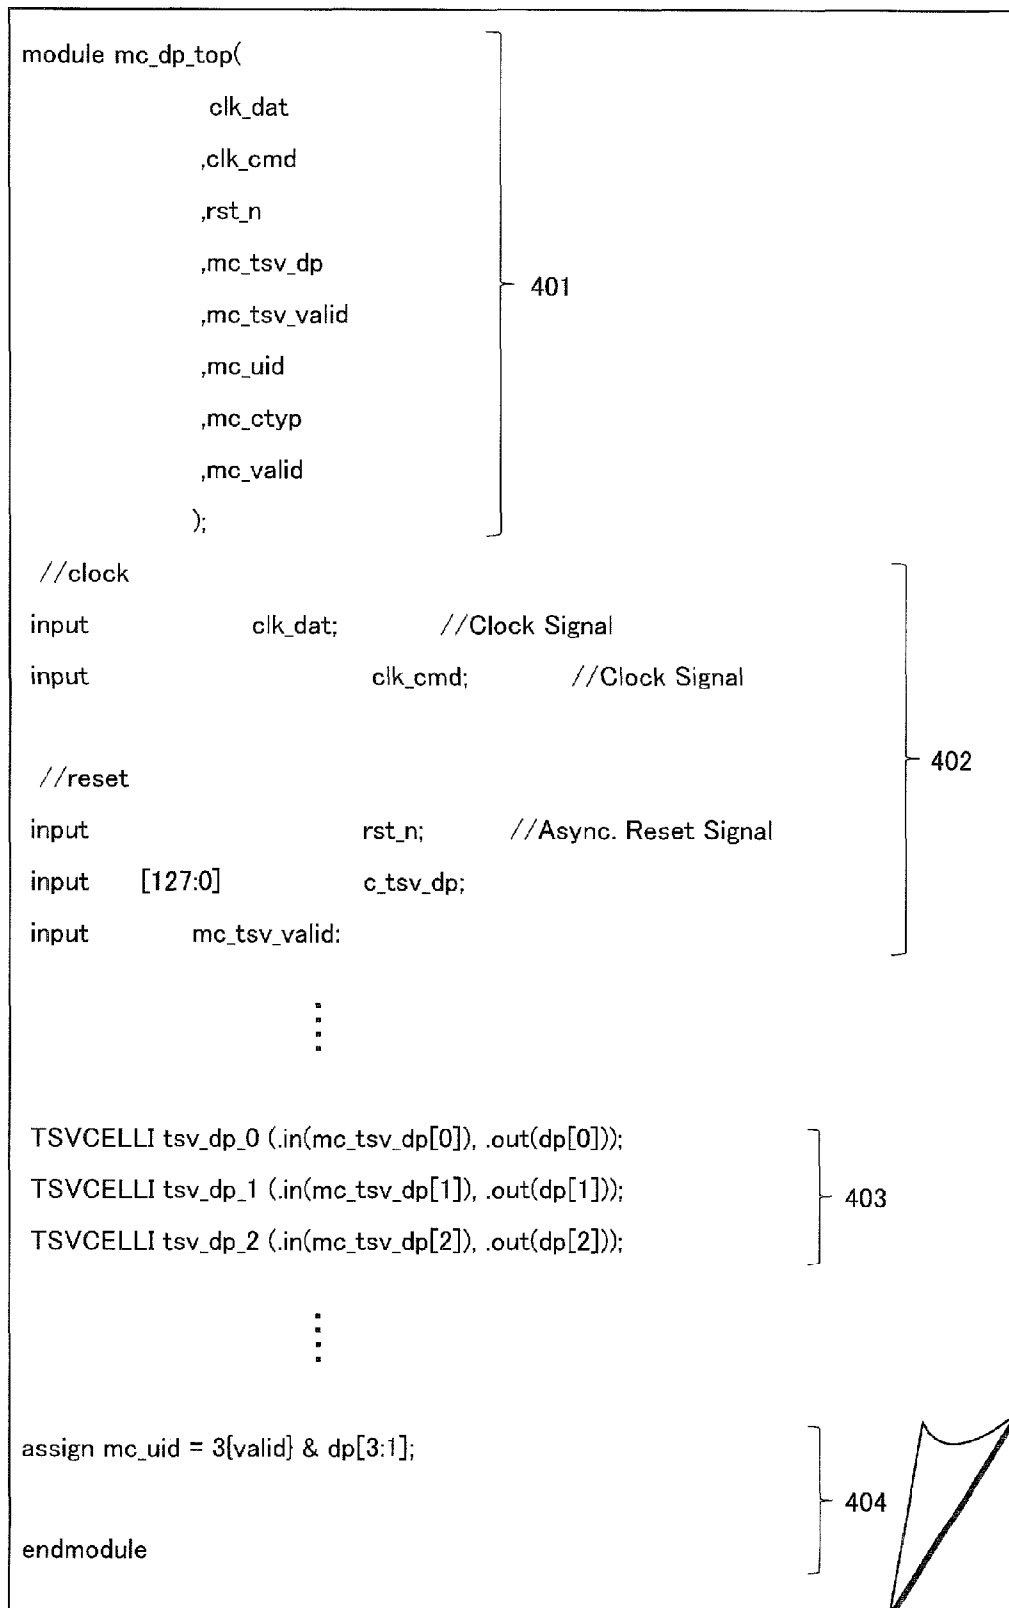 module mc_dp_top(
clk_dat
,clk_cmd
,rst_n
,mc_tsv_dp
,mc_tsv_valid
,mc_uid
,mc_ctyp
,mc_valid
);
401
//clock
input clk_dat; //Clock Signal
input clk_cmd; //Clock Signal
402
//reset
input rst_n; //Async. Reset Signal
input [127:0] c_tsv_dp;
input mc_tsv_valid:
TSVCELLI tsv_dp_0 (.in(mc_tsv_dp[0]), .out(dp[0]));
TSVCELLI tsv_dp_1 (.in(mc_tsv_dp[1]), .out(dp[1]));
403
TSVCELLI tsv_dp_2 (.in(mc_tsv_dp[2]), .out(dp[2]));
assign mc_uid = 3{valid} & dp[3:1];
404
endmodule